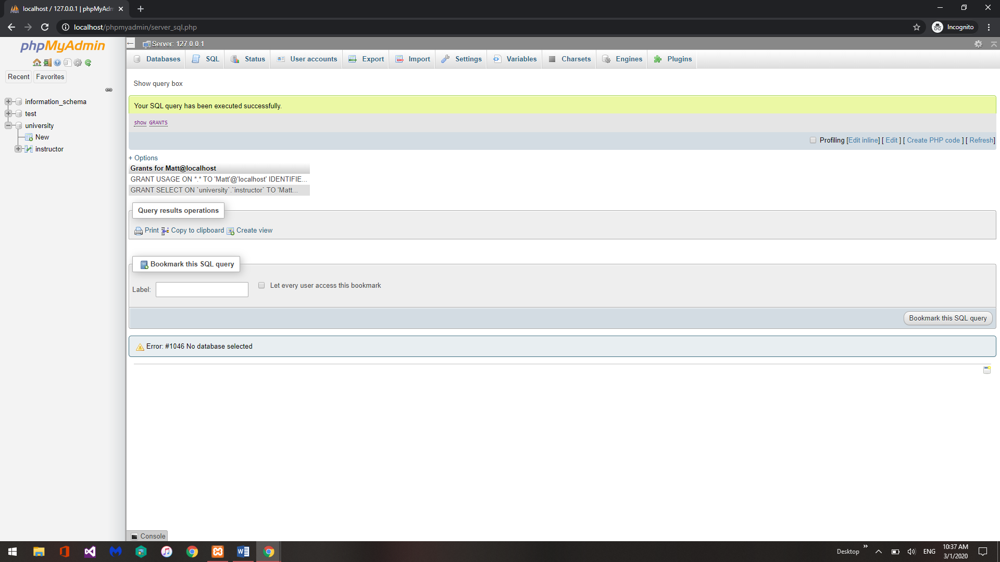 localhost / 127.0.0.1 | phpMyAdm
localhost/phpmyadmin/server_sql.php
Incognito
phpMyAdmin
Recent
Favorites
information_schema
test
university
New
instructor
Server: 127.0.0.1
Databases
SQL
Status
User accounts
Export
Import
Settings
Variables
Charsets
Engines
Plugins
Show query box
Your SQL query has been executed successfully.
show GRANTS
Profiling [Edit inline] [ Edit ] [ Create PHP code ] [ Refresh]
+ Options
Grants for Matt@localhost
GRANT USAGE ON *.* TO 'Matt'@'localhost' IDENTIFIE...
GRANT SELECT ON `university`.`instructor` TO 'Matt...
Query results operations
Print Copy to clipboard Create view
Bookmark this SQL query
Label:
Let every user access this bookmark
Bookmark this SQL query
Error: #1046 No database selected
Console
Desktop
ENG
10:37 AM
3/1/2020